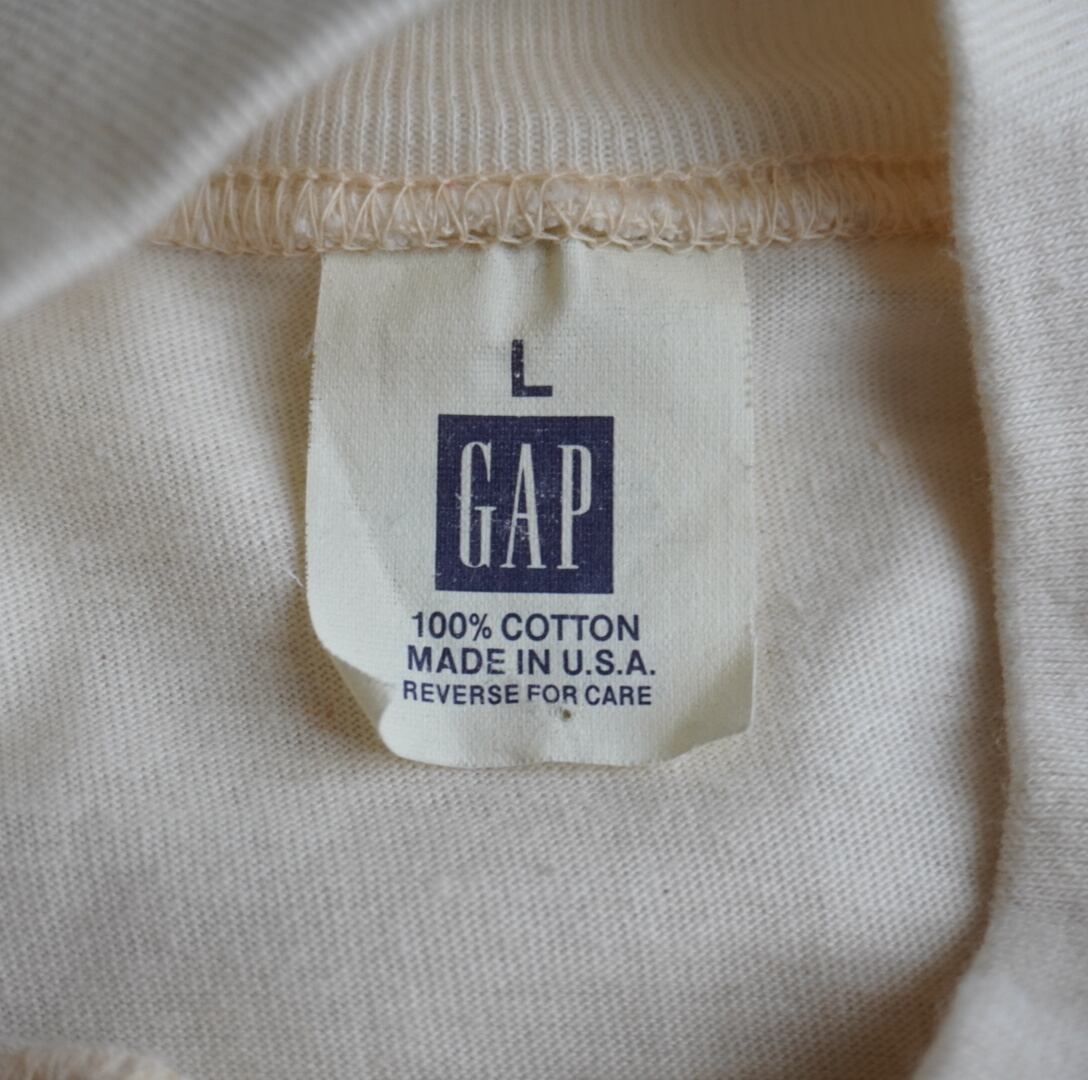 L
GAP
100% COTTON
MADE IN U.S.A.
REVERSE FOR CARE